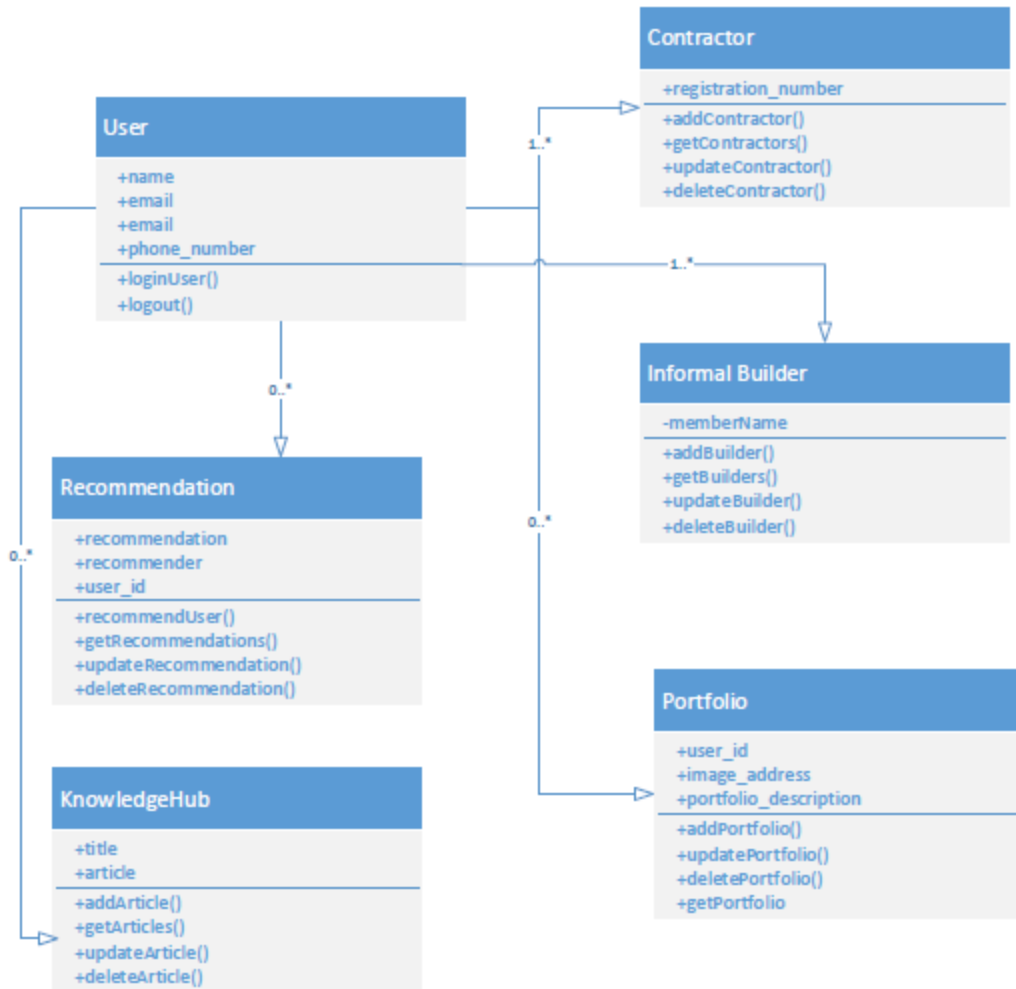 Contractor
+registration_number
+addContractor()
+getContractors()
+updateContractor()
+deleteContractor()
User
+name
+email
+email
+phone_number
+loginUser()
+logout()
1..*
1..*
0..*
Informal Builder
-memberName
+addBuilder()
+getBuilders()
+updateBuilder()
+deleteBuilder()
Recommendation
+recommendation
+recommender
+user_id
+recommendUser()
+getRecommendations()
+updateRecommendation()
+deleteRecommendation()
0..*
0..*
Portfolio
+user_id
+image_address
+portfolio_description
+addPortfolio()
+updatePortfolio()
+deletePortfolio()
+getPortfolio
KnowledgeHub
+title
+article
+addArticle()
+getArticles()
+updateArticle()
+deleteArticle()